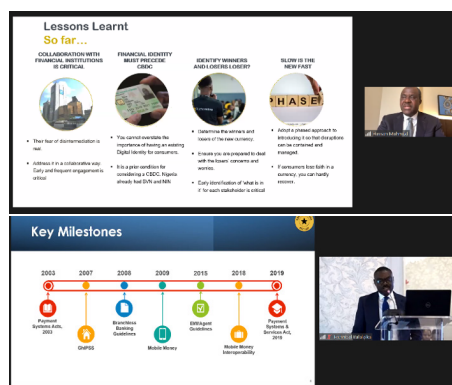 Lessons Learnt
So far…
COLLABORATION WITH
FINANCIAL INSTITUTIONS
IS CRITICAL
• Their fear of disintermediation is
real
• Address it in a collaborative way.
Early and frequent engagement is
critical
FINANCIAL IDENTITY
MUST PRECEDE
CBDC
• You cannot overstate the
importance of having an existing
Digital Identity for consumers.
• It is a prior condition for
considering a CBDC, Nigeria
already had BVN and NIN
IDENTIFY WINNERS
AND LOSERS LOSER?
• Determine the winners and
losers of the new currency.
• Ensure you are prepared to deal
with the losers' concerns and
worries.
• Early identification of 'what is in
it' for each stakeholder is critical
SLOW IS THE
NEW FAST
PHASE
• Adopt a phased approach to
introducing it so that disruptions
can be contained and
managed.
• If consumers lose faith in a
currency, you can hardly
recover.
Key Milestones
2003
2007
2008
2009
2015
2018
2019
Payment
Systems Act,
2003
GhIPSS
Branchless
Banking
Guidelines
Mobile Money
EMI/Agent
Guidelines
Mobile Money
Interoperability
Payment
Systems &
Services Act,
2019